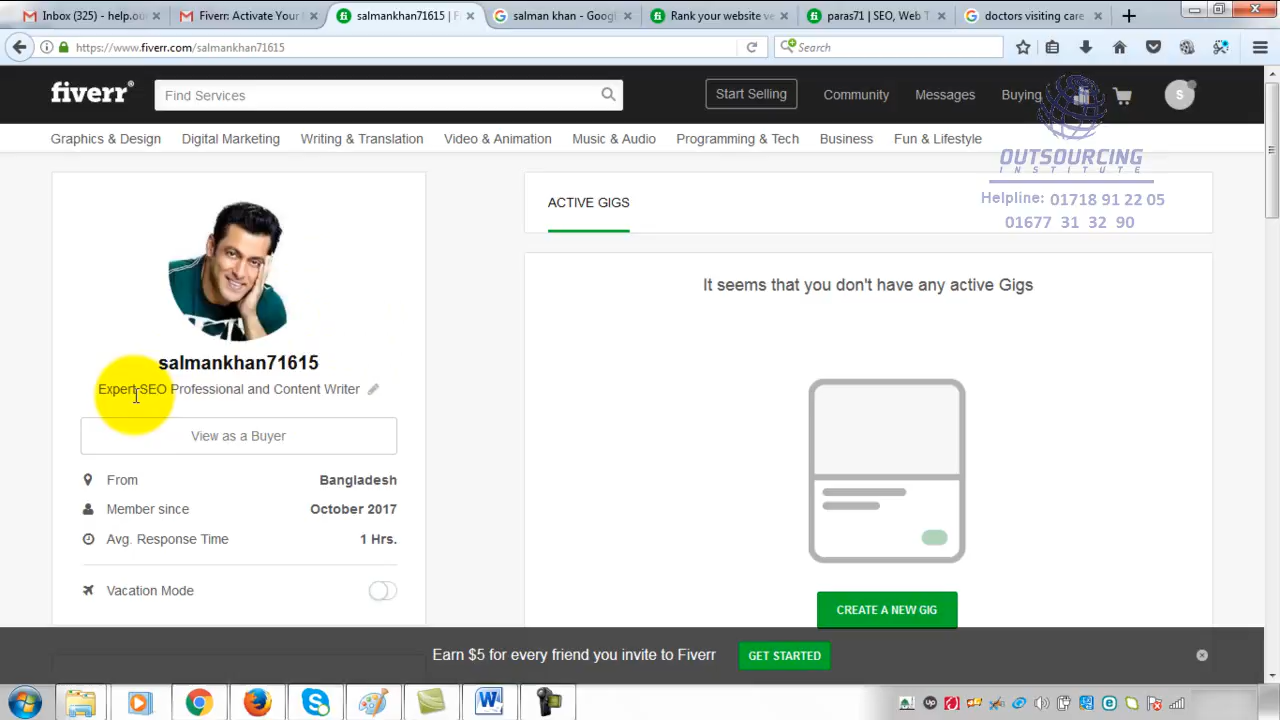 Inbox (325) - help.ou
Fiverr: Activate Your
salmankhan71615 | F
salman khan - Googl
Rank your website ve
paras71 | SEO, Web T
doctors visiting care
https://www.fiverr.com/salmankhan71615
Search
fiverr
Find Services
Start Selling
Community
Messages
Buying
S
Graphics & Design
Digital Marketing
Writing & Translation
Video & Animation
Music & Audio
Programming & Tech
Business
Fun & Lifestyle
OUTSOURCING
INSTITUTE
Helpline: 01718 91 22 05
01677 31 32 90
ACTIVE GIGS
It seems that you don't have any active Gigs
salmankhan71615
Expert SEO Professional and Content Writer
View as a Buyer
From Bangladesh
Member since October 2017
Avg. Response Time 1 Hrs.
Vacation Mode
CREATE A NEW GIG
Earn $5 for every friend you invite to Fiverr
GET STARTED